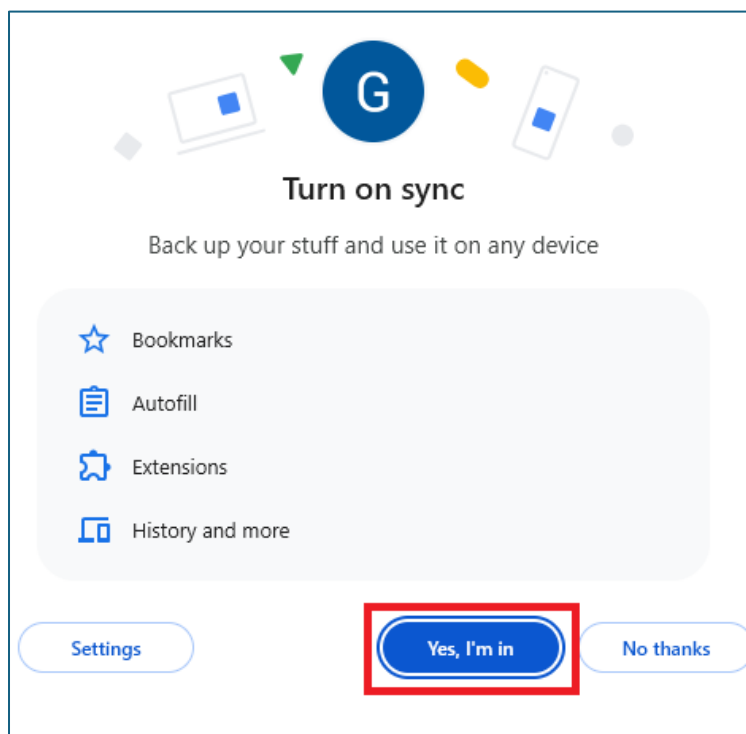 G
Turn on sync
Back up your stuff and use it on any device
Bookmarks
Autofill
Extensions
History and more
Settings
Yes, I'm in
No thanks